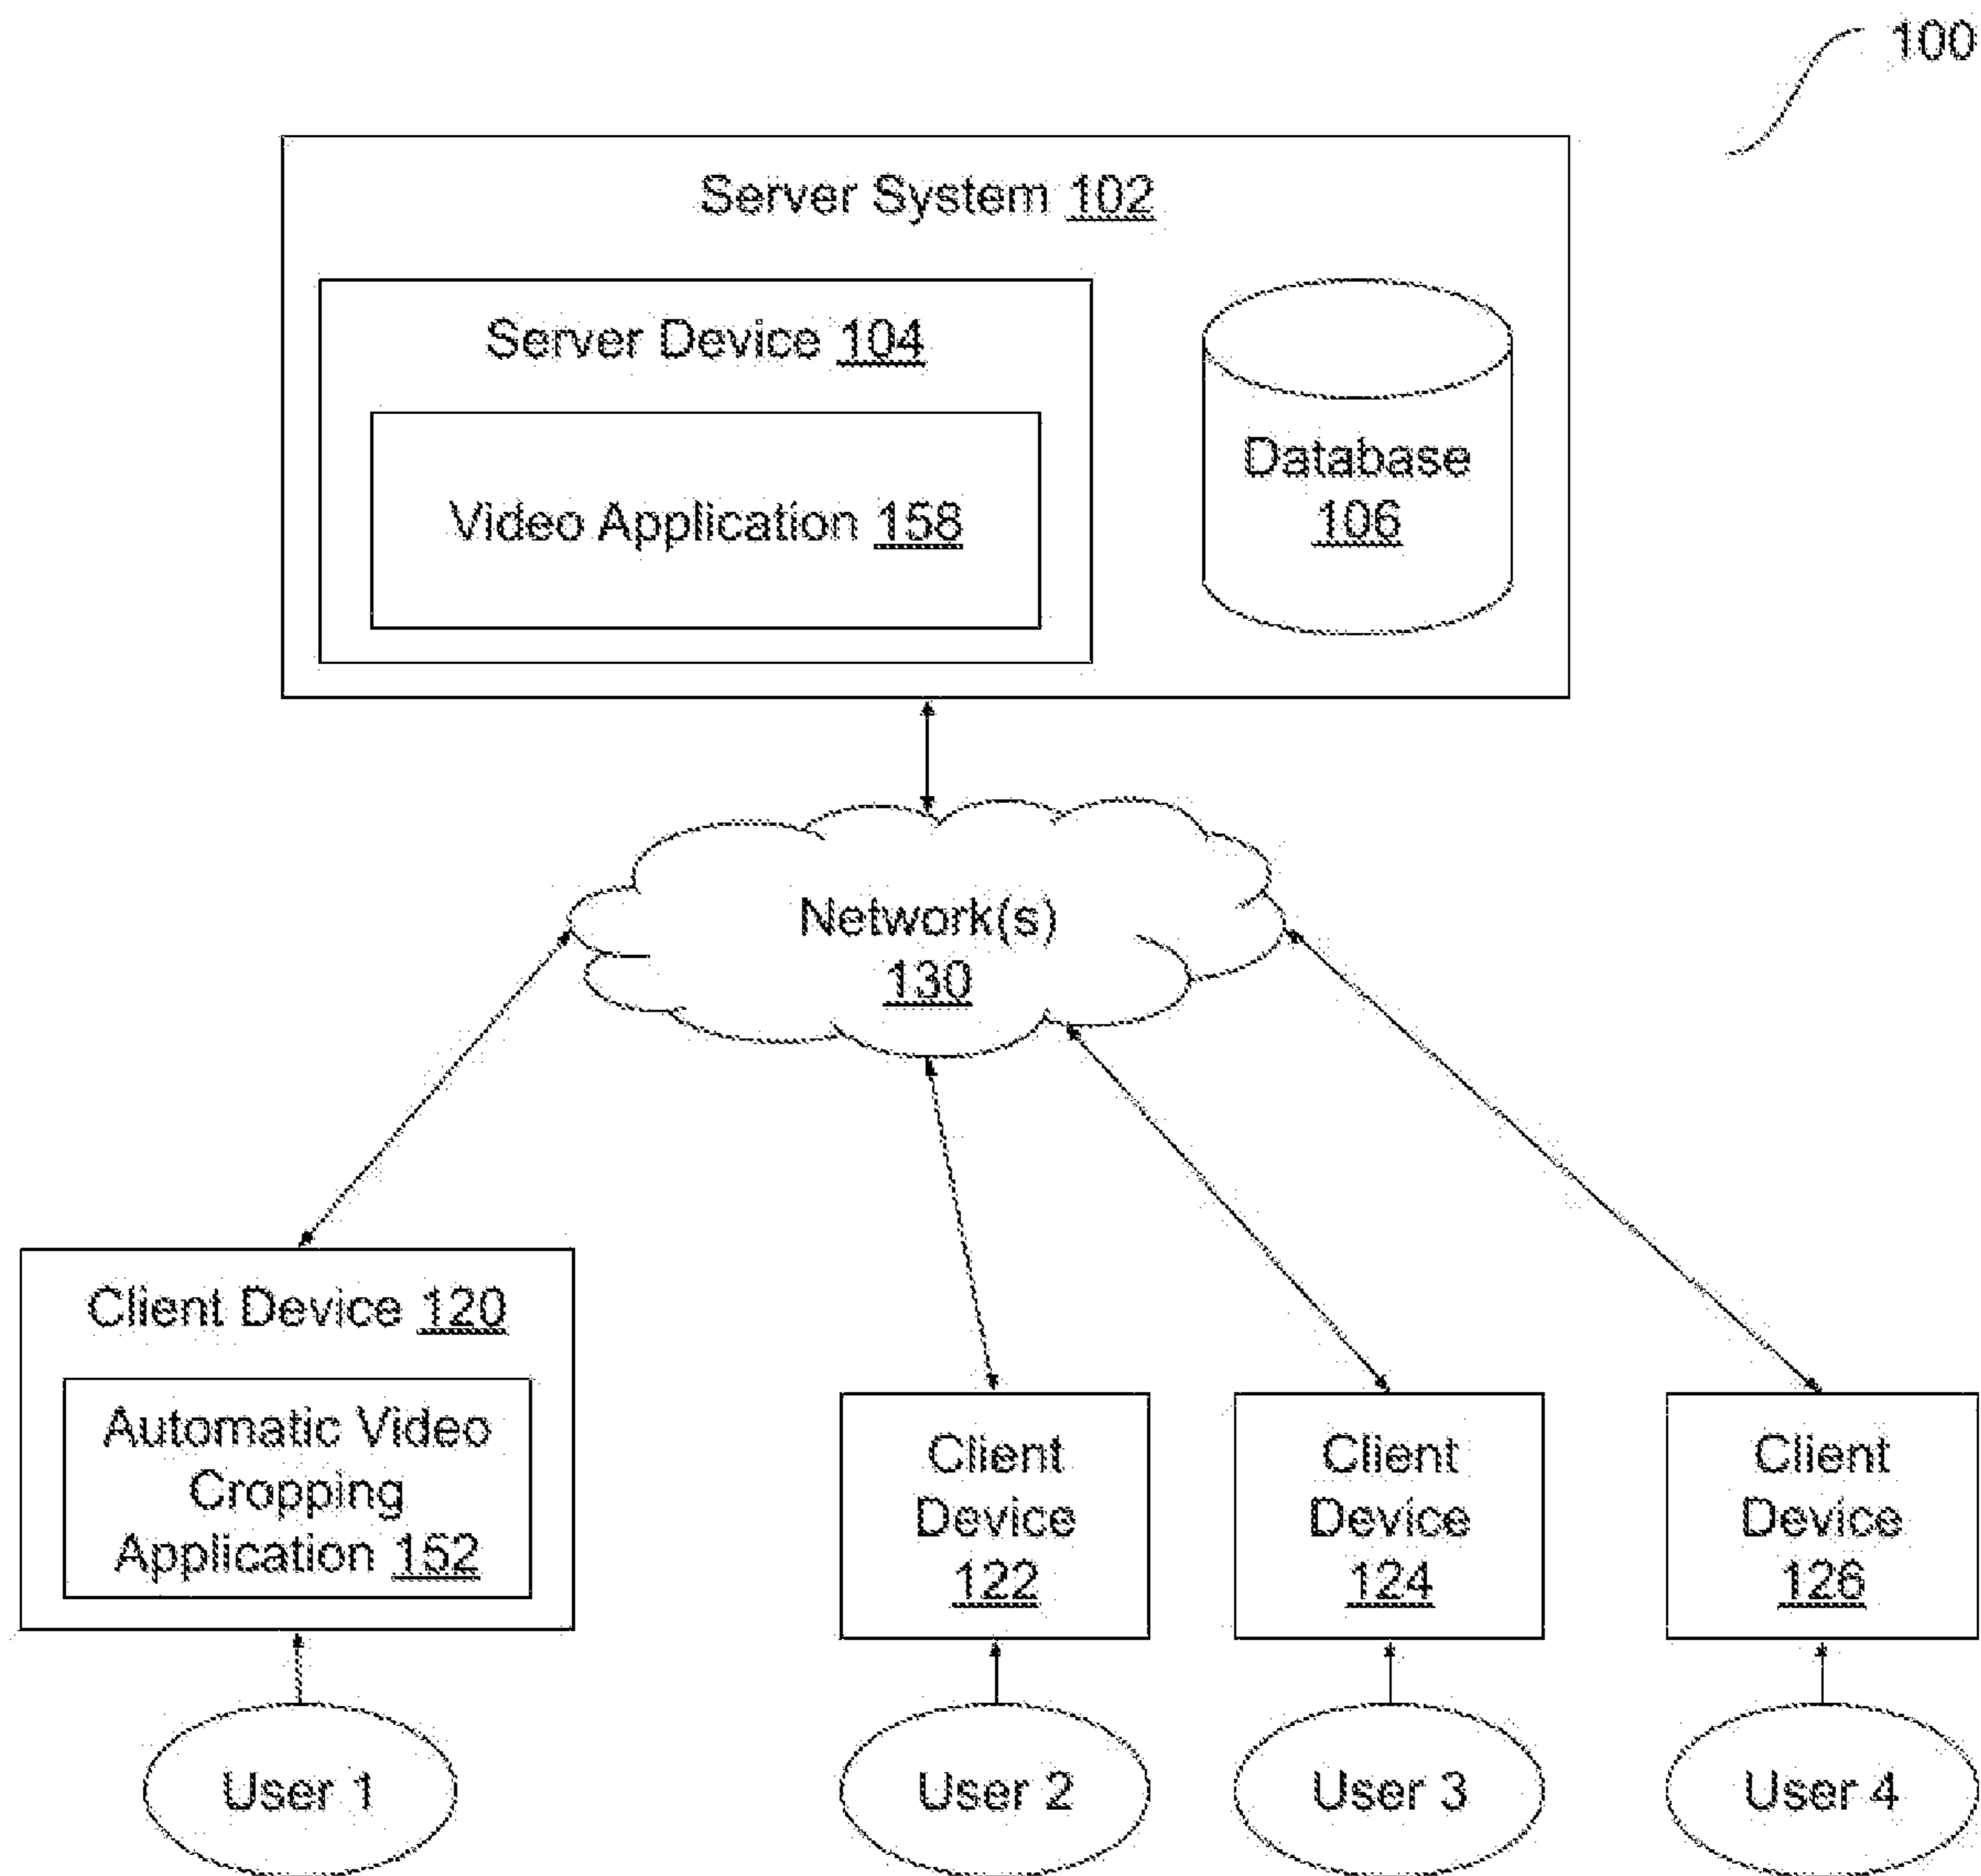 100
Server System 102
Server Device 104
Video Application 158
Database
106
Network(s)
130
Client Device 120
Automatic Video
Cropping
Application 152
Client
Device
122
Client
Device
124
Client
Device
126
User 1
User 2
User 3
User 4